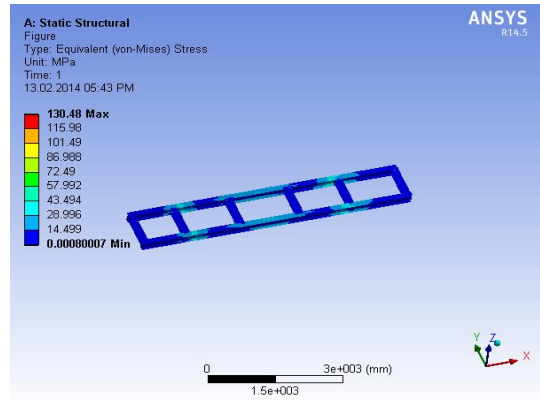 A: Static Structural
Figure
Type: Equivalent (von-Mises) Stress
Unit: MPa
Time: 1
13.02.2014 05:43 PM
ANSYS
R14.5
130.48 Max
115.98
101.49
86.988
72.49
57.992
43.494
28.996
14.499
0.00080007 Min
Y
Z
X
0
3e+003 (mm)
1.5e+003